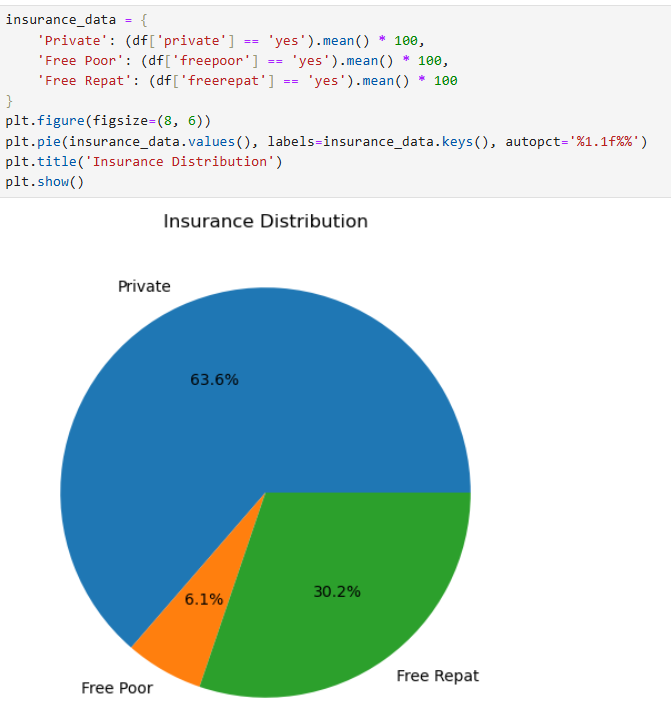 insurance_data = {
    'Private': (df['private'] == 'yes').mean() * 100,
    'Free Poor': (df['freepoor'] == 'yes').mean() * 100,
    'Free Repat': (df['freerepat'] == 'yes').mean() * 100
}
plt.figure(figsize=(8, 6))
plt.pie(insurance_data.values(), labels=insurance_data.keys(), autopct='%1.1f%%')
plt.title('Insurance Distribution')
plt.show()
Insurance Distribution
Private
63.6%
6.1%
30.2%
Free Poor
Free Repat